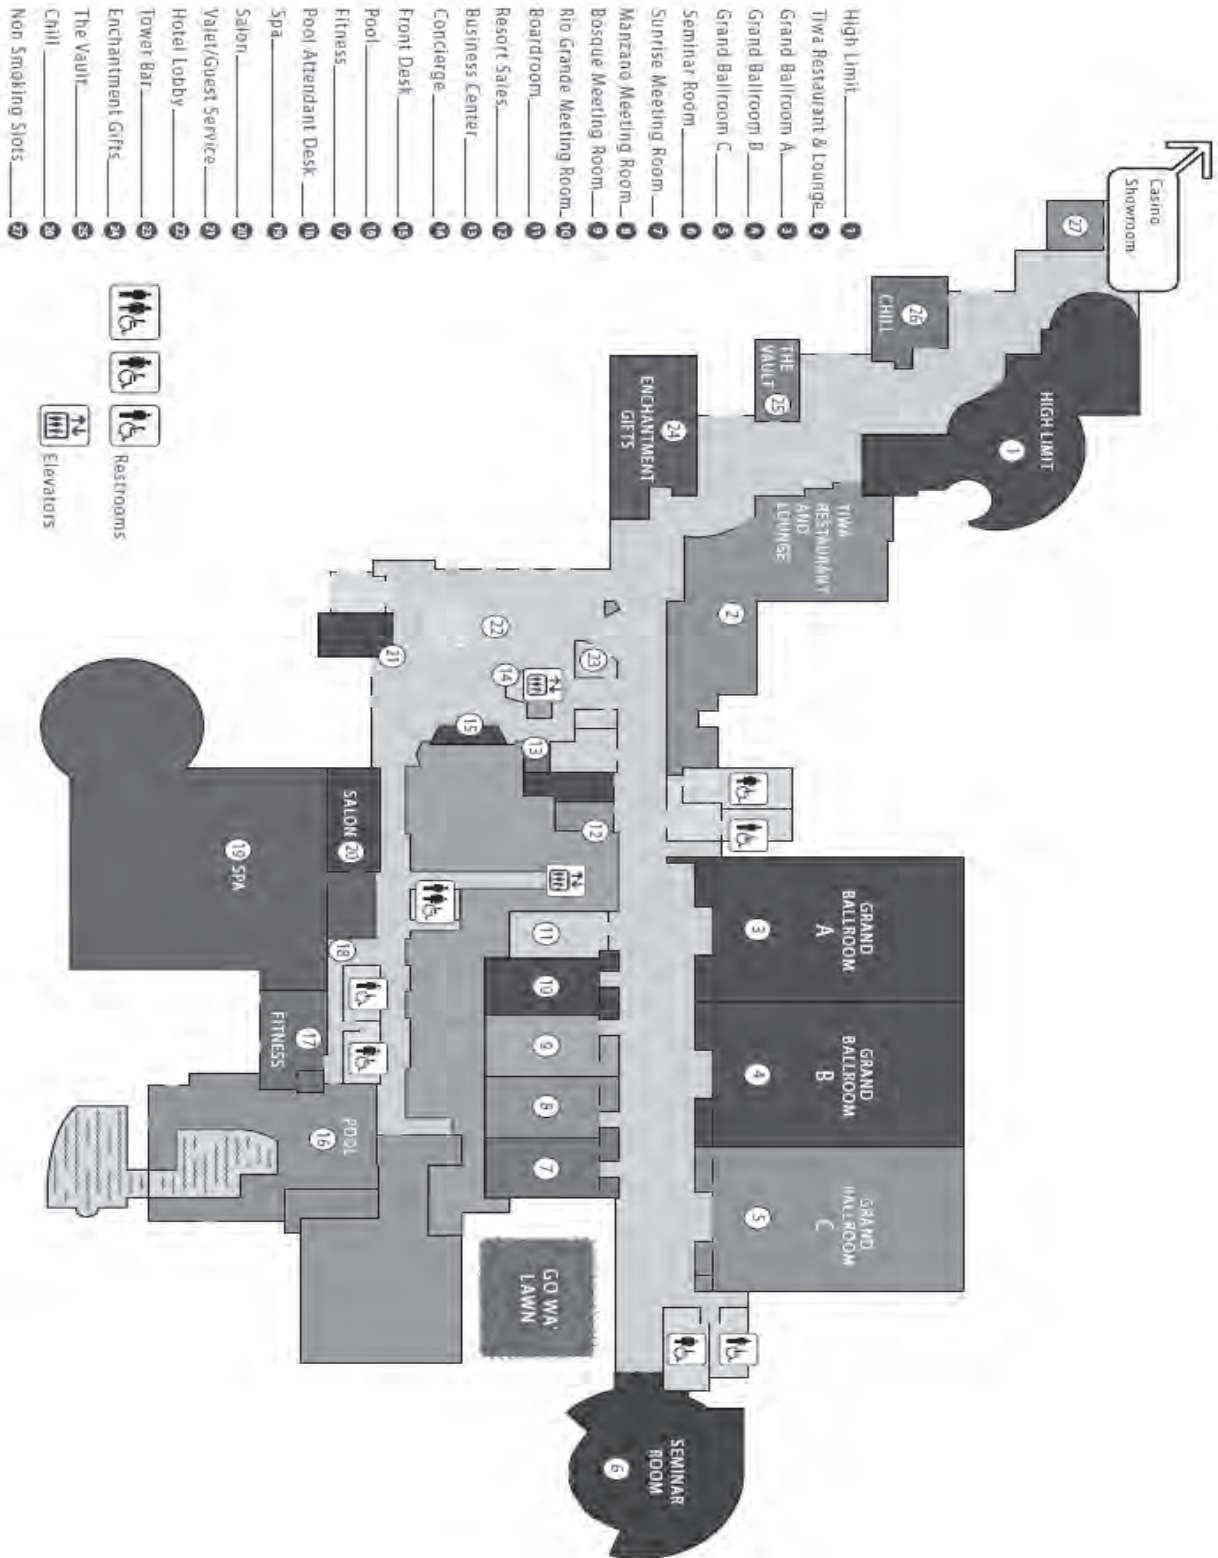 High Limit 1
Tiwa Restaurant & Lounge 2
Grand Ballroom A 3
Grand Ballroom B 4
Grand Ballroom C 5
Seminar Room 6
Sunrise Meeting Room 7
Manzano Meeting Room 8
Bosque Meeting Room 9
Rio Grande Meeting Room 10
Boardroom 11
Resort Sales 12
Business Center 13
Concierge 14
Front Desk 15
Pool 16
Fitness 17
Pool Attendant Desk 18
Spa 19
Salon 20
Valet/Guest Service 21
Hotel Lobby 22
Tower Bar 23
Enchantment Gifts 24
The Vault 25
Chill 26
Non Smoking Slots 27
Restrooms
Elevators
Casino
Showroom
27
26
CHILL
HIGH LIMIT
1
THE
VAULT 25
24
ENCHANTMENT
GIFTS
TIWA
RESTAURANT
AND
LOUNGE
2
22
23
21
14
15
13
12
SALON 20
19 SPA
18
11
10
9
8
7
GRAND
BALLROOM
A
3
GRAND
BALLROOM
B
4
GRAND
BALLROOM
C
5
17
FITNESS
POOL
16
GO WA'
LAWN
SEMINAR
ROOM
6